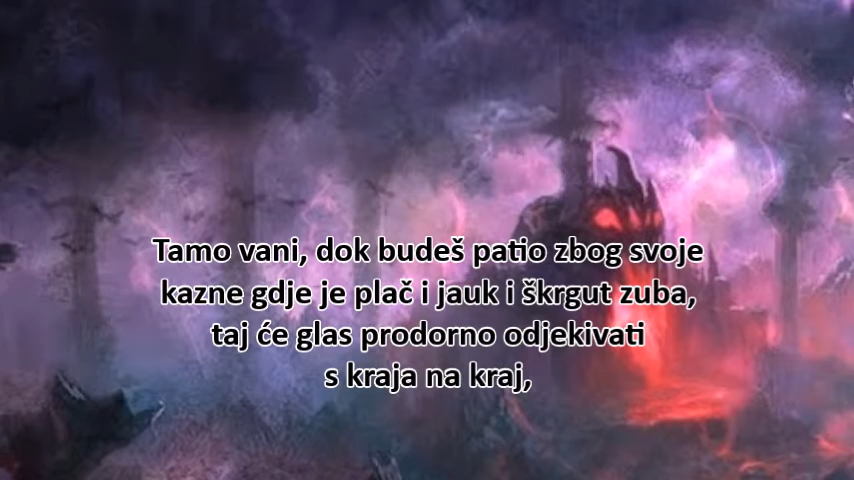 Tamo vani, dok budeš patio zbog svoje
kazne gdje je plač i jauk i škrgut zuba,
taj će glas prodorno odjekivati
s kraja na kraj,